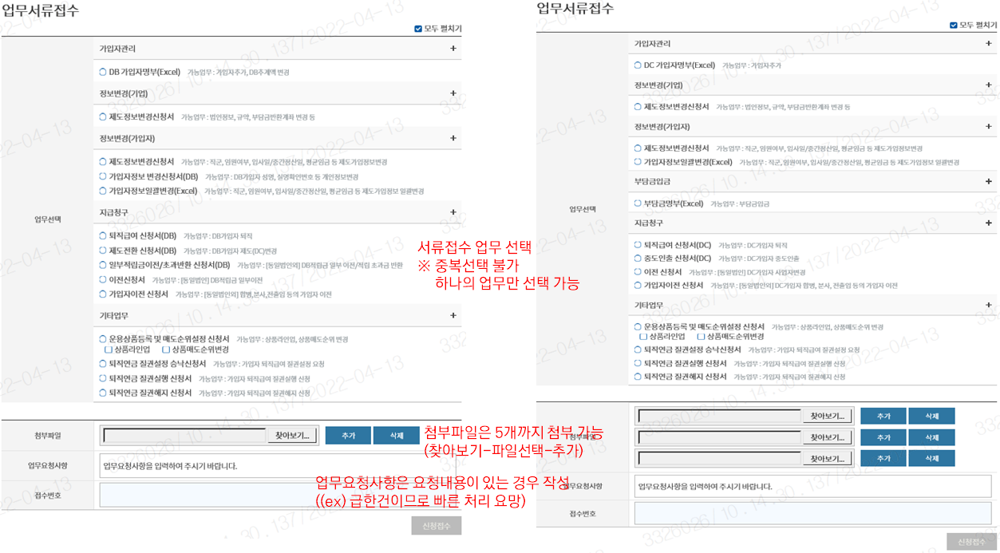 업무서류접수
모두 펼치기
업무선택
가입자관리 +
DB 가입자명부(Excel) 가능업무 : 가입자추가, DB추계액 변경
정보변경(기업) +
제도정보변경신청서 가능업무 : 법인정보, 규약, 부담금반환계좌 변경 등
정보변경(가입자) +
제도정보변경신청서 가능업무 : 직군, 임원여부, 입사일/중간정산일, 평균임금 등 제도가입정보변경
가입자정보 변경신청서(DB) 가능업무 : DB가입자 성명, 실명확인번호 등 개인정보변경
가입자정보일괄변경(Excel) 가능업무 : 직군, 임원여부, 입사일/중간정산일, 평균임금 등 제도가입정보 일괄변경
지급청구 +
퇴직급여 신청서(DB) 가능업무 : DB가입자 퇴직
제도전환 신청서(DB) 가능업무 : DB가입자 제도(DC)변경
일부적립금이전/초과반환 신청서(DB) 가능업무 : [동일법인외] DB적립금 일부 이전/적립 초과금 반환
이전신청서 가능업무 : [동일법인] DB적립금 일부이전
가입자이전 신청서 가능업무 : [동일법인외] 합병,분사,전출입 등의 가입자 이전
기타업무 +
운용상품등록 및 매도순위설정 신청서 가능업무 : 상품라인업, 상품매도순위 변경
상품라인업 상품매도순위변경
퇴직연금 질권설정 승낙신청서 가능업무 : 가입자 퇴직급여 질권설정 요청
퇴직연금 질권실행 신청서 가능업무 : 가입자 퇴직급여 질권실행 신청
퇴직연금 질권해지 신청서 가능업무 : 가입자 퇴직급여 질권해지 신청
첨부파일 찾아보기... 추가 삭제
업무요청사항 업무요청사항을 입력하여 주시기 바랍니다.
접수번호
신청접수
서류접수 업무 선택
※ 중복선택 불가
하나의 업무만 선택 가능
첨부파일은 5개까지 첨부 가능
(찾아보기-파일선택-추가)
업무요청사항은 요청내용이 있는 경우 작성
((ex) 급한건이므로 빠른 처리 요망)
업무서류접수
모두 펼치기
업무선택
가입자관리 +
DC 가입자명부(Excel) 가능업무 : 가입자추가
정보변경(기업) +
제도정보변경신청서 가능업무 : 법인정보, 규약, 부담금반환계좌 변경 등
정보변경(가입자) +
제도정보변경신청서 가능업무 : 직군, 임원여부, 입사일/중간정산일, 평균임금 등 제도가입정보변경
가입자정보일괄변경(Excel) 가능업무 : 직군, 임원여부, 입사일/중간정산일, 평균임금 등 제도가입정보 일괄변경
부담금입금 +
부담금명부(Excel) 가능업무 : 부담금입금
지급청구 +
퇴직급여 신청서(DC) 가능업무 : DC가입자 퇴직
중도인출 신청서(DC) 가능업무 : DC가입자 중도인출
이전 신청서 가능업무 : [동일법인] DC가입자 사업자변경
가입자이전 신청서 가능업무 : [동일법인외] DC가입자 합병, 분사, 전출입 등의 가입자 이전
기타업무 +
운용상품등록 및 매도순위설정 신청서 가능업무 : 상품라인업, 상품매도순위 변경
상품라인업 상품매도순위변경
퇴직연금 질권설정 승낙신청서 가능업무 : 가입자 퇴직급여 질권설정 요청
퇴직연금 질권실행 신청서 가능업무 : 가입자 퇴직급여 질권실행 신청
퇴직연금 질권해지 신청서 가능업무 : 가입자 퇴직급여 질권해지 신청
첨부파일
찾아보기... 추가 삭제
찾아보기... 추가 삭제
찾아보기... 추가 삭제
업무요청사항 업무요청사항을 입력하여 주시기 바랍니다.
접수번호
신청접수
3326026/10.14.30.137/2022-04-13